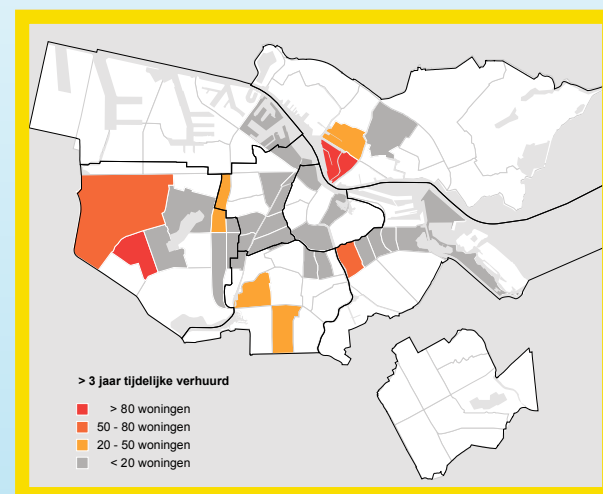 > 3 jaar tijdelijke verhuurd
> 80 woningen
50 - 80 woningen
20 - 50 woningen
< 20 woningen